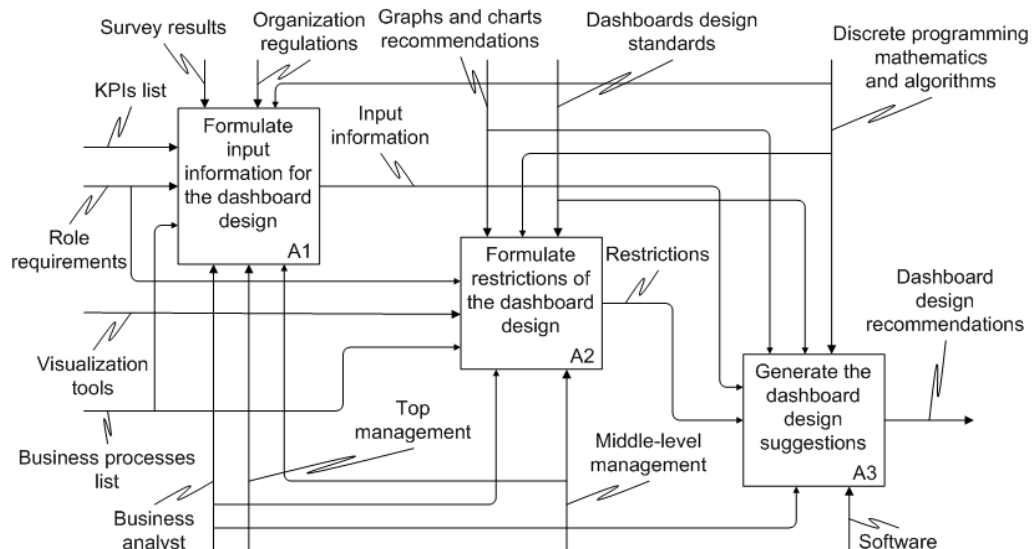 Survey results
Organization
regulations
Graphs and charts
recommendations
Dashboards design
standards
Discrete programming
mathematics
and algorithms
KPIs list
Formulate
input
information for
the dashboard
design
A1
Input
information
Role
requirements
Formulate
restrictions of
the dashboard
design
A2
Restrictions
Dashboard
design
recommendations
Visualization
tools
Generate the
dashboard
design
suggestions
A3
Top
management
Middle-level
management
Business processes
list
Business
analyst
Software